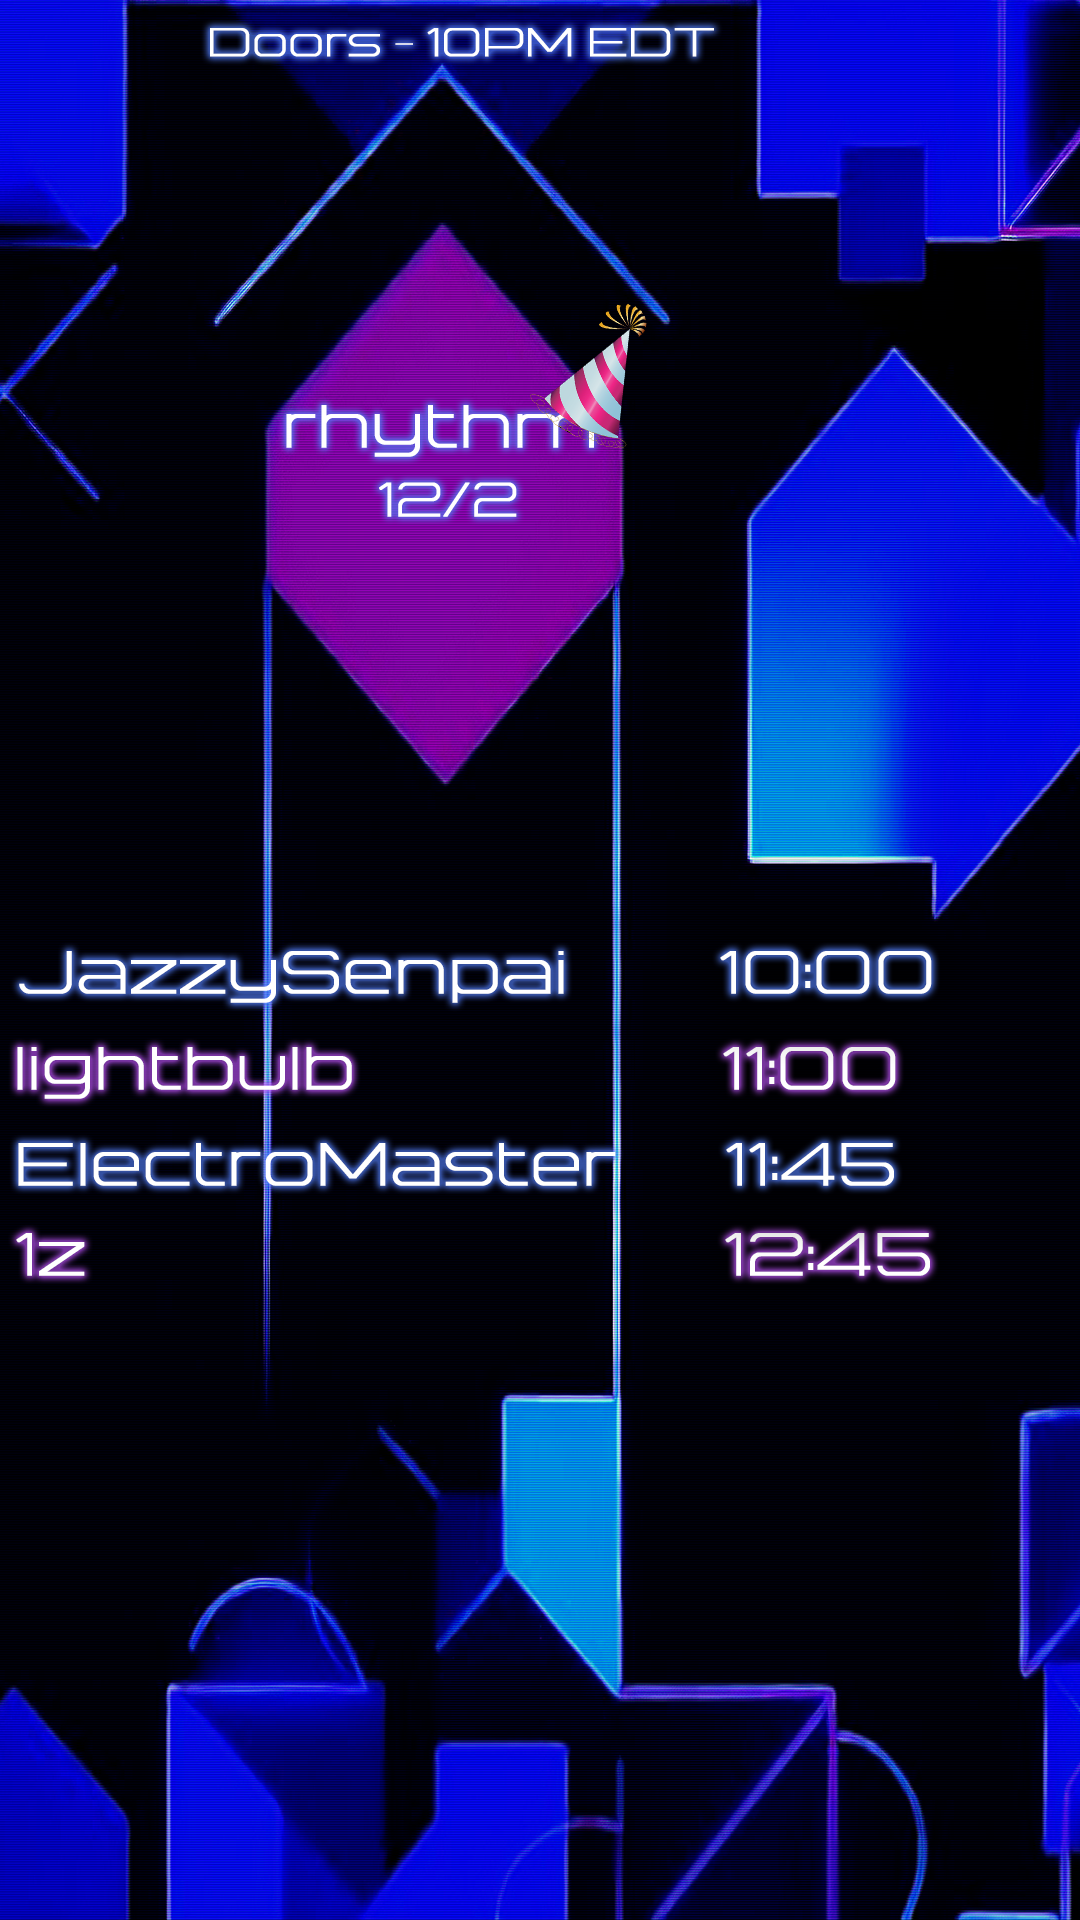 Doors - 10PM EDT
rhythm
12/2
JazzySenpai 10:00
lightbulb 11:00
ElectroMaster 11:45
1z 12:45